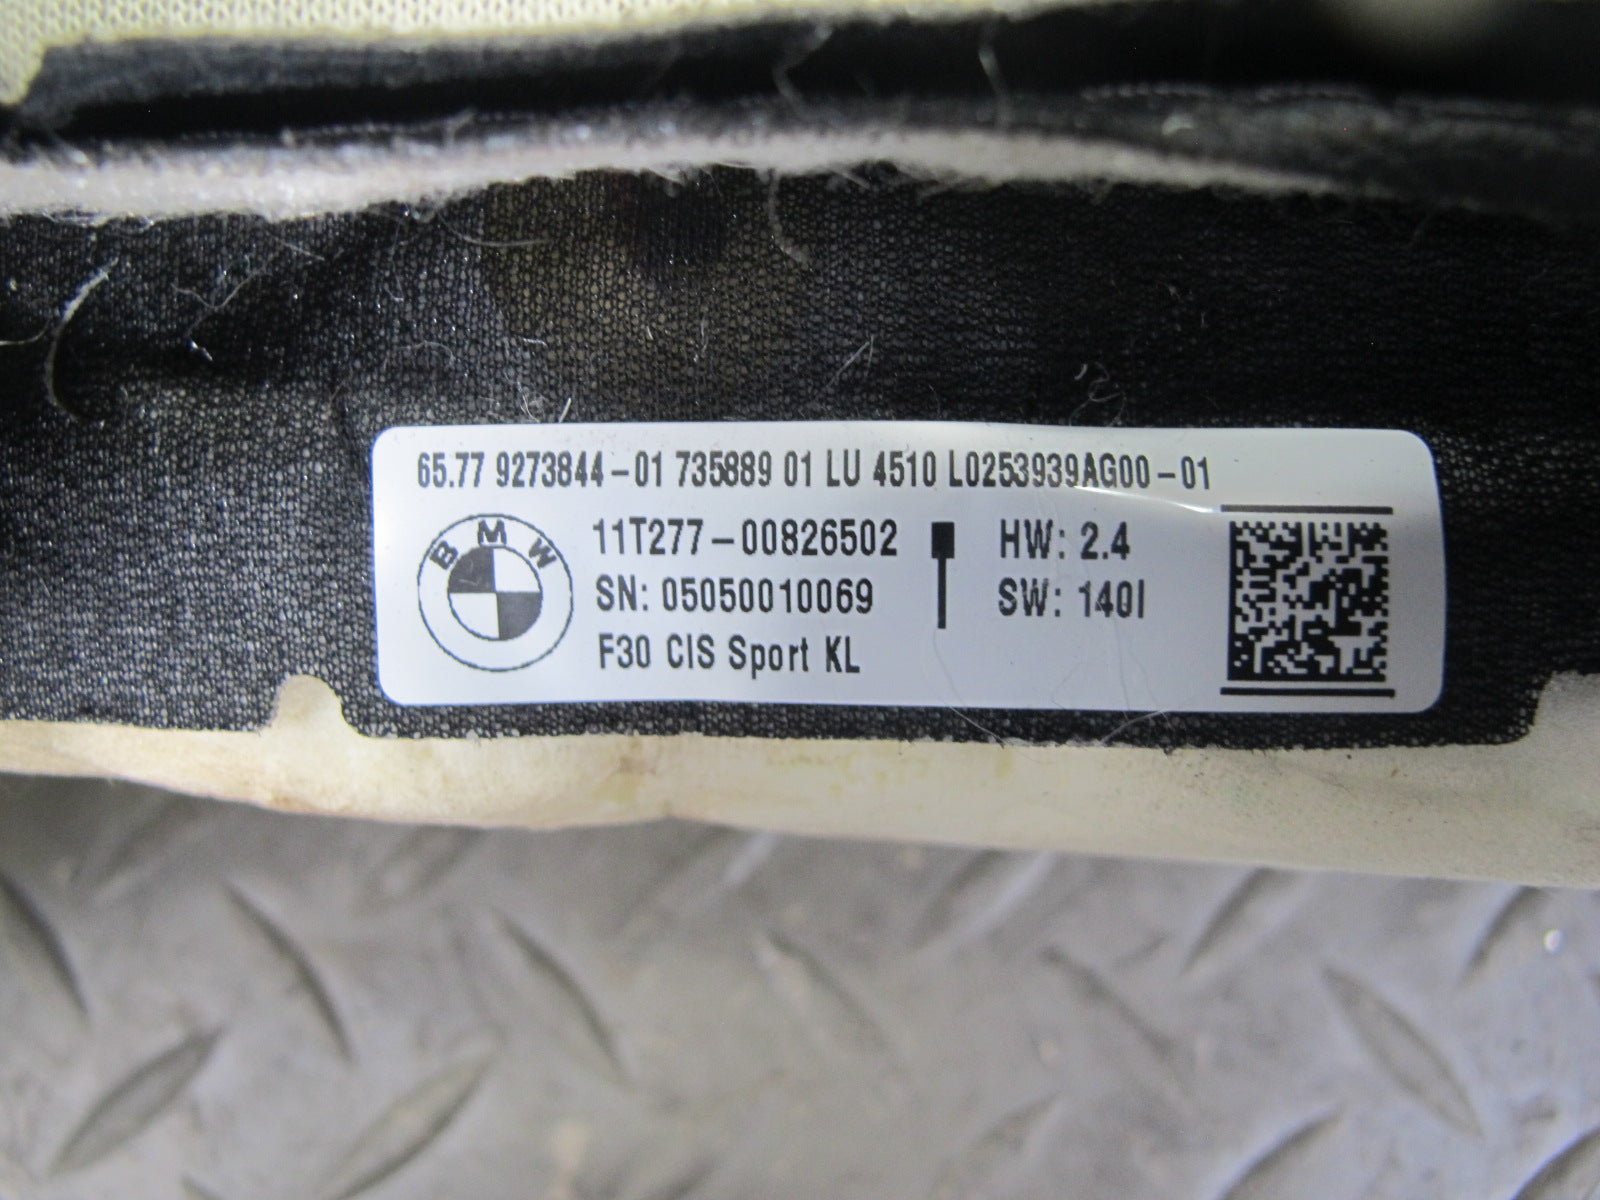 65.77 9273844-01 735889 01 LU 4510 L0253939AG00-01
BMW
11T277-00826502
SN: 05050010069
F30 CIS Sport KL
HW: 2.4
SW: 140I